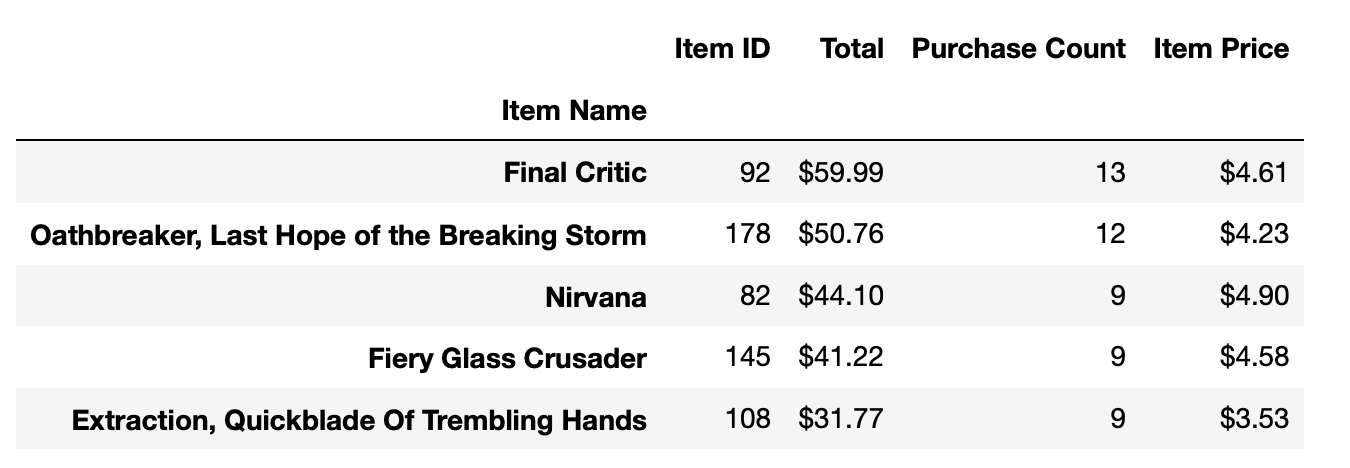 Item ID Total Purchase Count Item Price
Item Name
Final Critic 92 $59.99 13 $4.61
Oathbreaker, Last Hope of the Breaking Storm 178 $50.76 12 $4.23
Nirvana 82 $44.10 9 $4.90
Fiery Glass Crusader 145 $41.22 9 $4.58
Extraction, Quickblade Of Trembling Hands 108 $31.77 9 $3.53